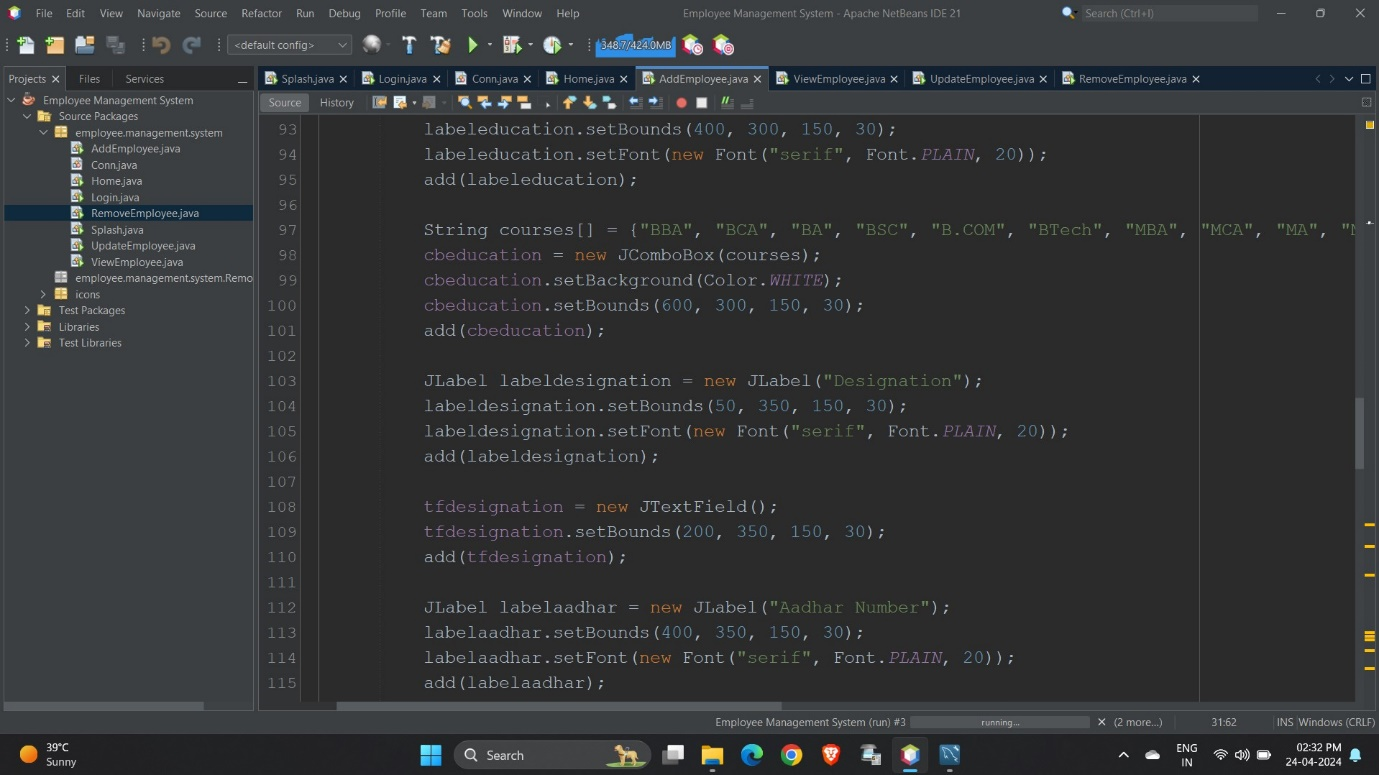 File Edit View Navigate Source Refactor Run Debug Profile Team Tools Window Help
Employee Management System - Apache NetBeans IDE 21
Search (Ctrl+I)
<default config>
348.7/424.0MB
Projects Files Services
Splash.java Login.java Conn.java Home.java AddEmployee.java ViewEmployee.java UpdateEmployee.java RemoveEmployee.java
Source History
Employee Management System
Source Packages
employee.management.system
AddEmployee.java
Conn.java
Home.java
Login.java
RemoveEmployee.java
Splash.java
UpdateEmployee.java
ViewEmployee.java
employee.management.system.Remo
icons
Test Packages
Libraries
Test Libraries
93 labeleducation.setBounds(400, 300, 150, 30);
94 labeleducation.setFont(new Font("serif", Font.PLAIN, 20));
95 add(labeleducation);
96
97 String courses[] = {"BBA", "BCA", "BA", "BSC", "B.COM", "BTech", "MBA", "MCA", "MA",
98 cbeducation = new JComboBox(courses);
99 cbeducation.setBackground(Color.WHITE);
100 cbeducation.setBounds(600, 300, 150, 30);
101 add(cbeducation);
102
103 JLabel labeldesignation = new JLabel("Designation");
104 labeldesignation.setBounds(50, 350, 150, 30);
105 labeldesignation.setFont(new Font("serif", Font.PLAIN, 20));
106 add(labeldesignation);
107
108 tfdesignation = new JTextField();
109 tfdesignation.setBounds(200, 350, 150, 30);
110 add(tfdesignation);
111
112 JLabel labelaadhar = new JLabel("Aadhar Number");
113 labelaadhar.setBounds(400, 350, 150, 30);
114 labelaadhar.setFont(new Font("serif", Font.PLAIN, 20));
115 add(labelaadhar);
Employee Management System (run) #3 running... (2 more...) 31:62 INS Windows (CRLF)
39°C
Sunny
Search
ENG
IN
02:32 PM
24-04-2024